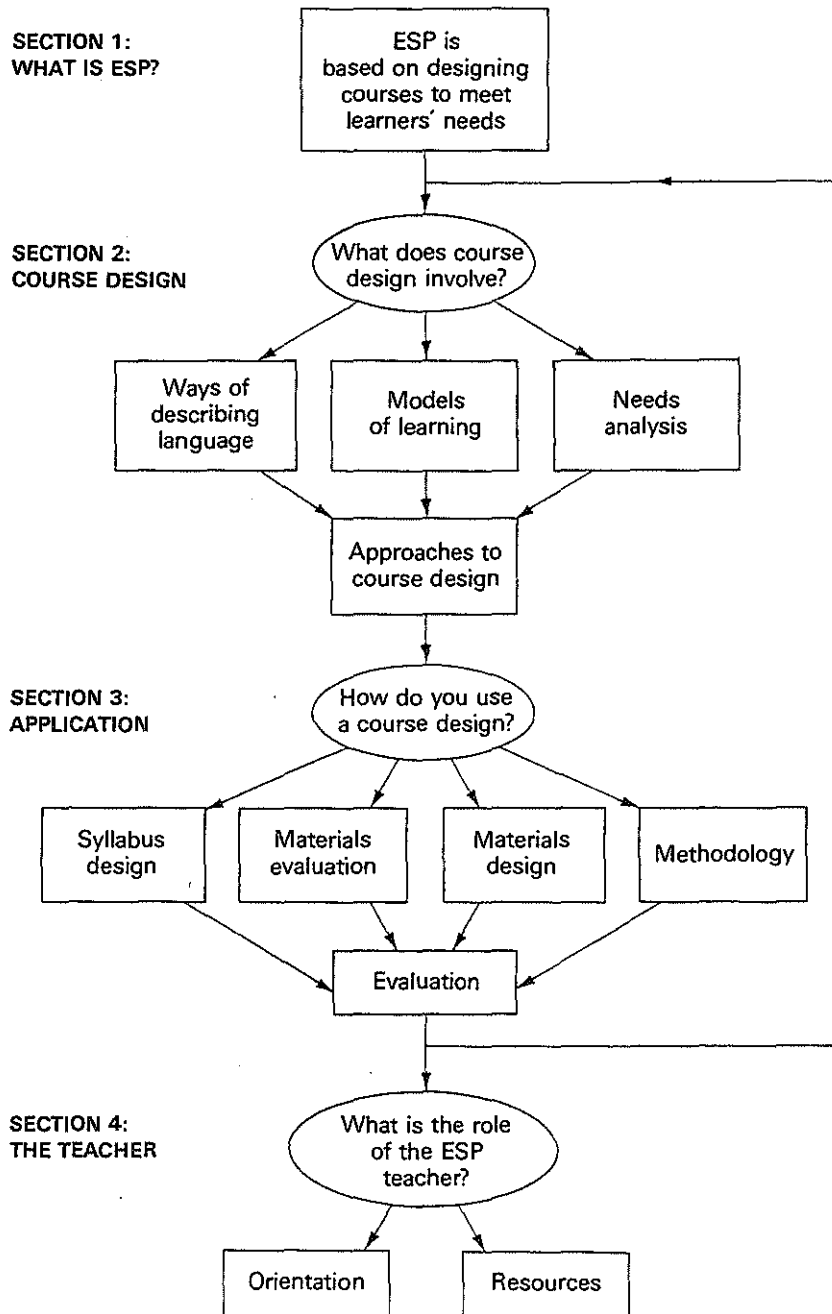 SECTION 1:
WHAT IS ESP?
ESP is
based on designing
courses to meet
learners' needs
SECTION 2:
COURSE DESIGN
What does course
design involve?
Ways of
describing
language
Models
of learning
Needs
analysis
Approaches to
course design
SECTION 3:
APPLICATION
How do you use
a course design?
Syllabus
design
Materials
evaluation
Materials
design
Methodology
Evaluation
SECTION 4:
THE TEACHER
What is the role
of the ESP
teacher?
Orientation
Resources